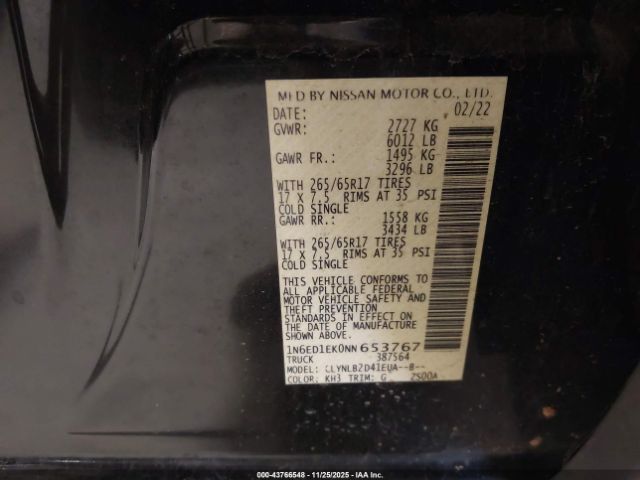 MFD BY NISSAN MOTOR CO., LTD.
DATE: 02/22
GVWR: 2727 KG
6012 LB
GAWR FR.: 1495 KG
3296 LB
WITH 265/65R17 TIRES
17 X 7.5 RIMS AT 35 PSI
COLD SINGLE
GAWR RR.: 1558 KG
3434 LB
WITH 265/65R17 TIRES
17 X 7.5 RIMS AT 35 PSI
COLD SINGLE
THIS VEHICLE CONFORMS TO
ALL APPLICABLE FEDERAL
MOTOR VEHICLE SAFETY AND
THEFT PREVENTION
STANDARDS IN EFFECT ON
THE DATE OF MANUFACTURE
SHOWN ABOVE.
1N6ED1EK0NN653767
TRUCK 387564
MODEL: CLYNLB2D41EUA--B--
COLOR: KH3 TRIM: G 2S00A
000-43766548 - 11/25/2025 - IAA Inc.